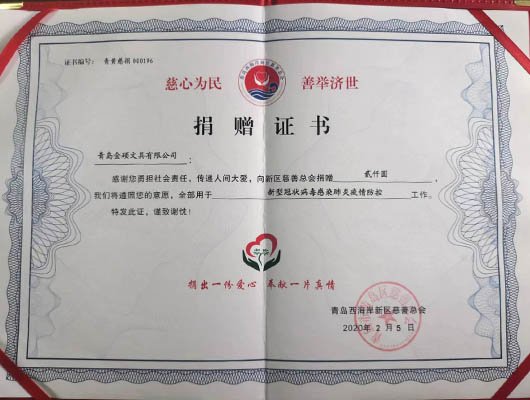 证书编号: 青黄慈捐 000196
慈心为民 善举济世
捐赠证书
青岛金硕文具有限公司:
感谢您勇担社会责任，传递人间大爱，向新区慈善总会捐赠 贰仟圆，
我们将遵照您的意愿，全部用于 新型冠状病毒感染肺炎疫情防控 工作。
特发此证，谨致谢忱！
捐出一份爱心 奉献一片真情
青岛西海岸新区慈善总会
2020年 2月 5日